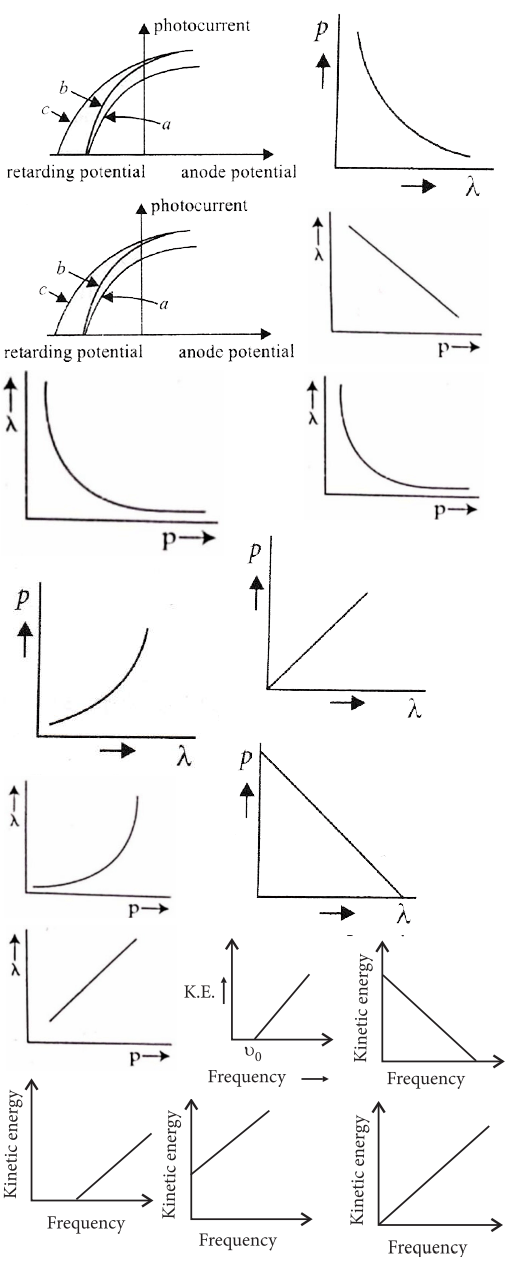 photocurrent
b
c
a
retarding potential anode potential
p
λ
photocurrent
b
c
a
retarding potential anode potential
λ
p
λ
p
λ
p
p
λ
p
λ
λ
p
p
λ
λ
p
K.E.
υ0
Frequency
Kinetic energy
Frequency
Kinetic energy
Frequency
Kinetic energy
Frequency
Kinetic energy
Frequency